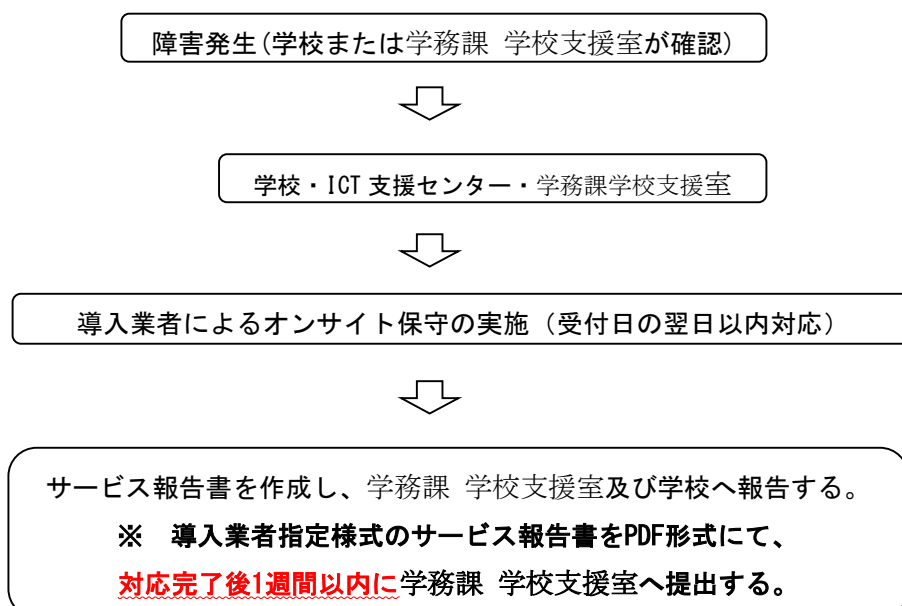 障害発生(学校または学務課 学校支援室が確認)
学校・ICT 支援センター・学務課学校支援室
導入業者によるオンサイト保守の実施（受付日の翌日以内対応）
サービス報告書を作成し、学務課 学校支援室及び学校へ報告する。
※　導入業者指定様式のサービス報告書をPDF形式にて、
対応完了後1週間以内に学務課 学校支援室へ提出する。